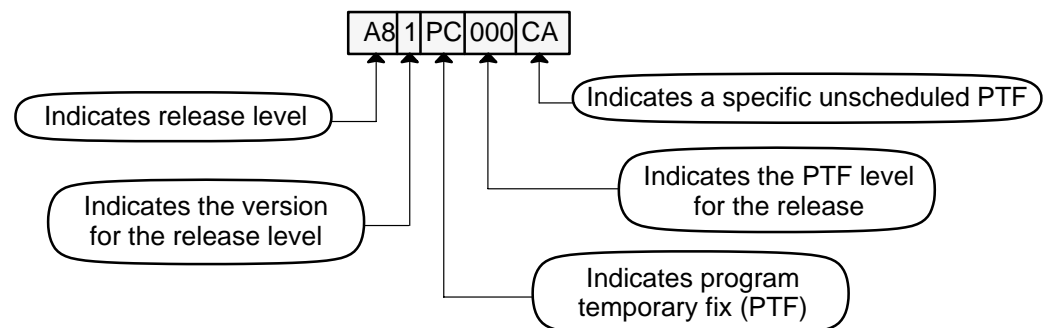 A8 1 PC 000 CA
Indicates release level
Indicates a specific unscheduled PTF
Indicates the version
for the release level
Indicates the PTF level
for the release
Indicates program
temporary fix (PTF)